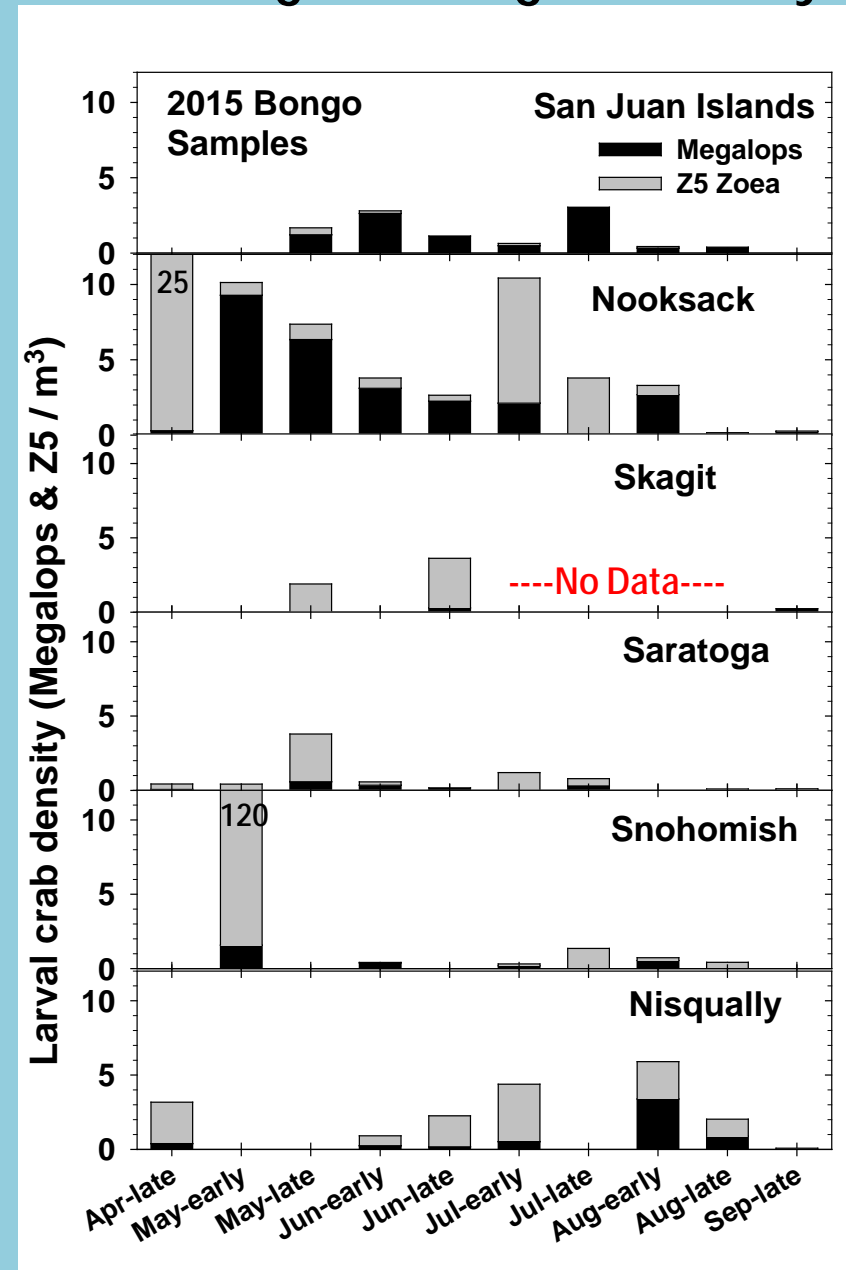 2015 Bongo
Samples
San Juan Islands
Megalops
Z5 Zoea
10
5
0
Nooksack
25
10
5
0
Skagit
10
5
0
----No Data----
Saratoga
10
5
0
Snohomish
120
10
5
0
Nisqually
10
5
0
Larval crab density (Megalops & Z5 / m³)
Apr-late
May-early
May-late
Jun-early
Jun-late
Jul-early
Jul-late
Aug-early
Aug-late
Sep-late